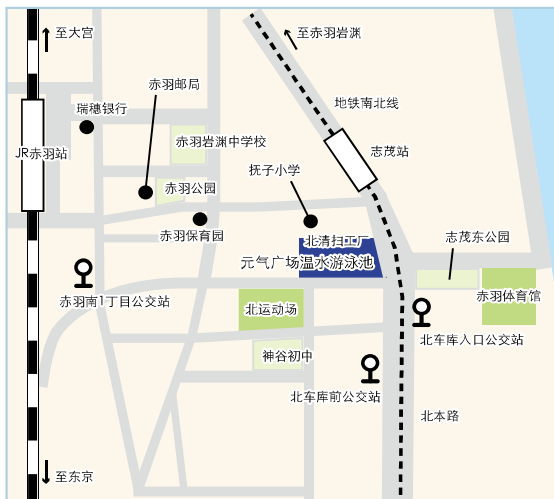 至大宫
至赤羽岩渊
赤羽邮局
地铁南北线
瑞穗银行
赤羽岩渊中学校
JR赤羽站
志茂站
抚子小学
赤羽公园
赤羽保育园
北清扫工厂
志茂东公园
元气广场温水游泳池
赤羽南1丁目公交站
赤羽体育馆
北运动场
北车库入口公交站
神谷初中
北车库前公交站
北本路
至东京